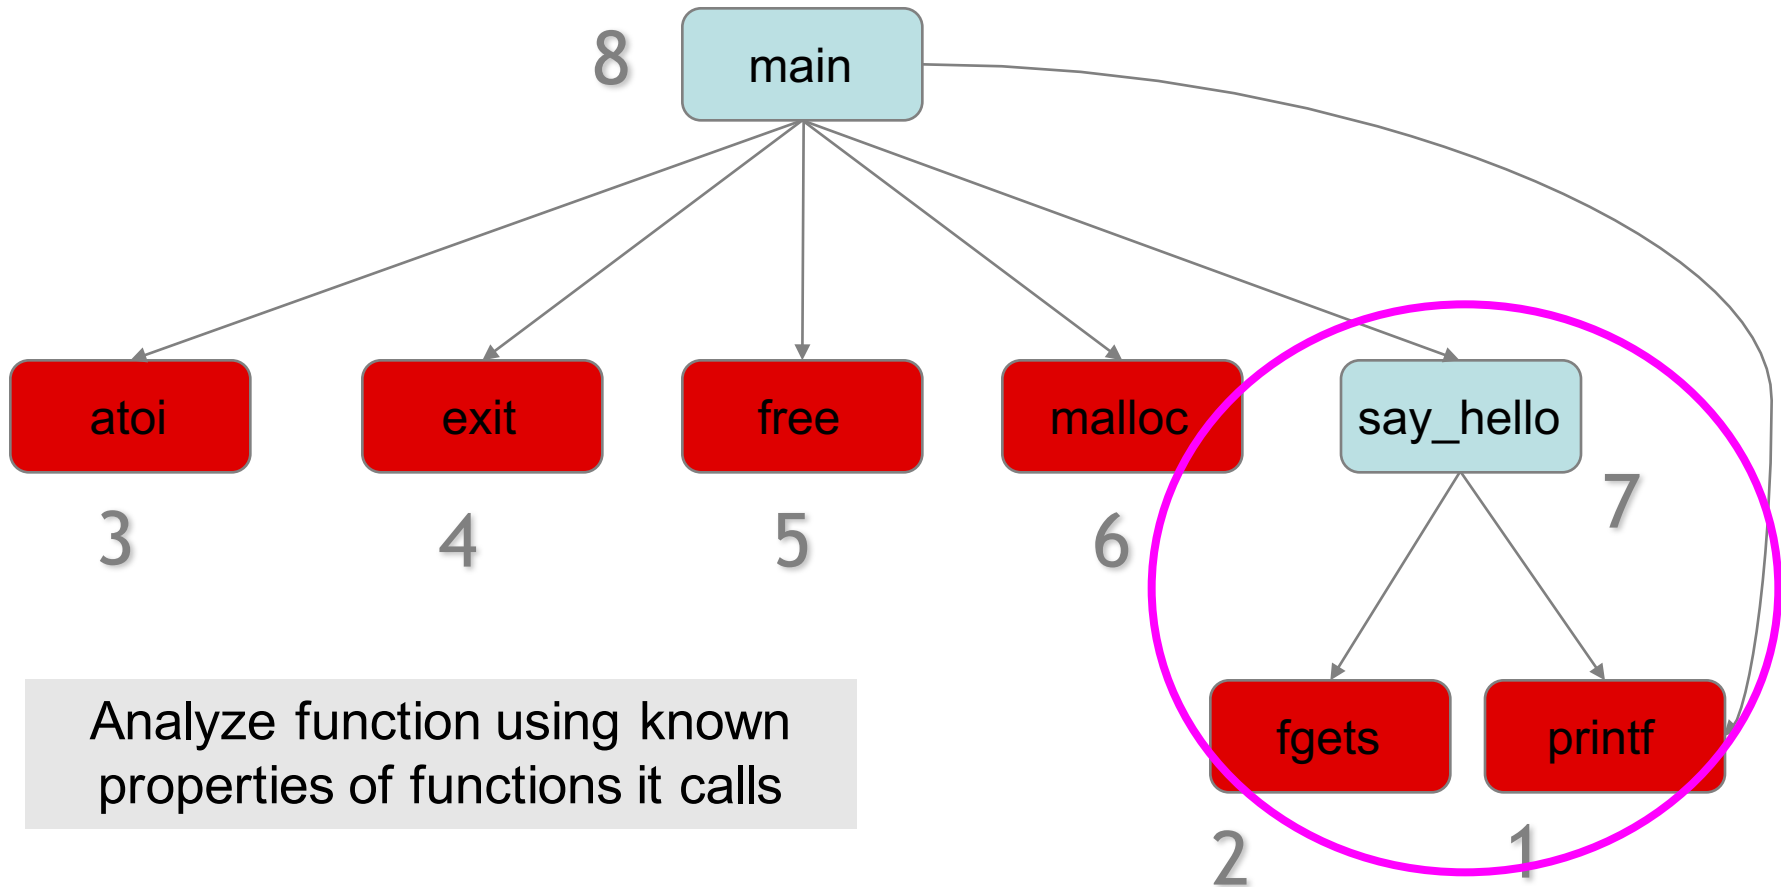 8
main
atoi
exit
free
malloc
say_hello
3
4
5
6
7
fgets
printf
Analyze function using known
properties of functions it calls
2
1